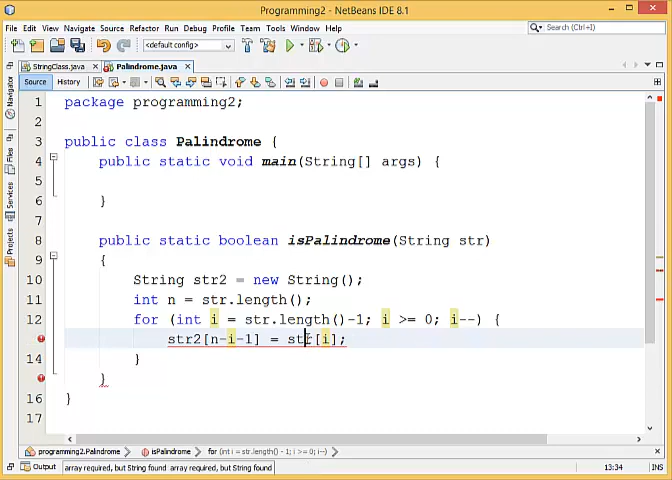 Programming2 - NetBeans IDE 8.1
File Edit View Navigate Source Refactor Run Debug Profile Team Tools Window Help
Search (Ctrl+I)
<default config>
StringClass.java Palindrome.java
Source History
Navigator
Files
Services
Projects
1 package programming2;
2
3 public class Palindrome {
4 public static void main(String[] args) {
5
6 }
7
8 public static boolean isPalindrome(String str)
9 {
10 String str2 = new String();
11 int n = str.length();
12 for (int i = str.length()-1; i >= 0; i--) {
str2[n-i-1] = str[i];
14 }
}
16 }
17
programming2.Palindrome isPalindrome for (int i = str.length() - 1; i >= 0; i--)
Output array required, but String found array required, but String found 13:34 INS